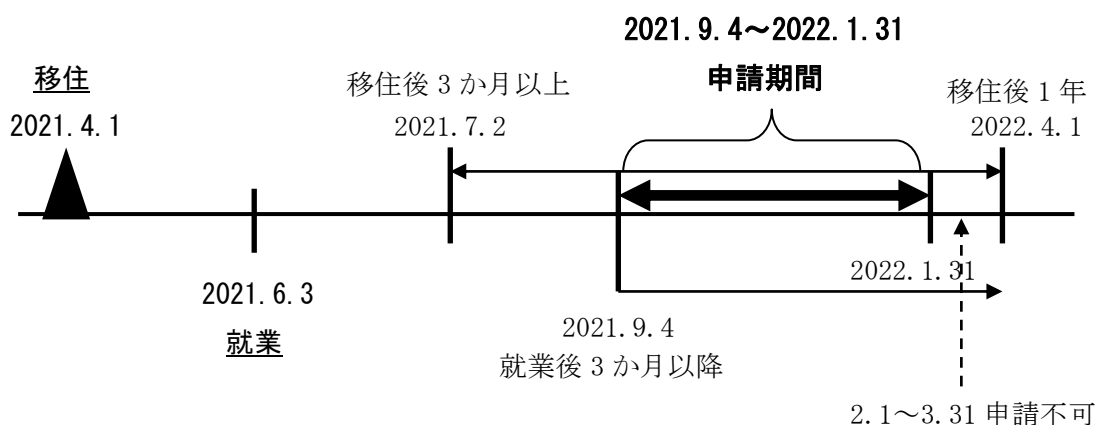 2021.9.4～2022.1.31
申請期間
移住
2021.4.1
移住後 3 か月以上
2021.7.2
移住後 1 年
2022.4.1
2021.6.3
就業
2022.1.31
2021.9.4
就業後 3 か月以降
2.1～3.31 申請不可